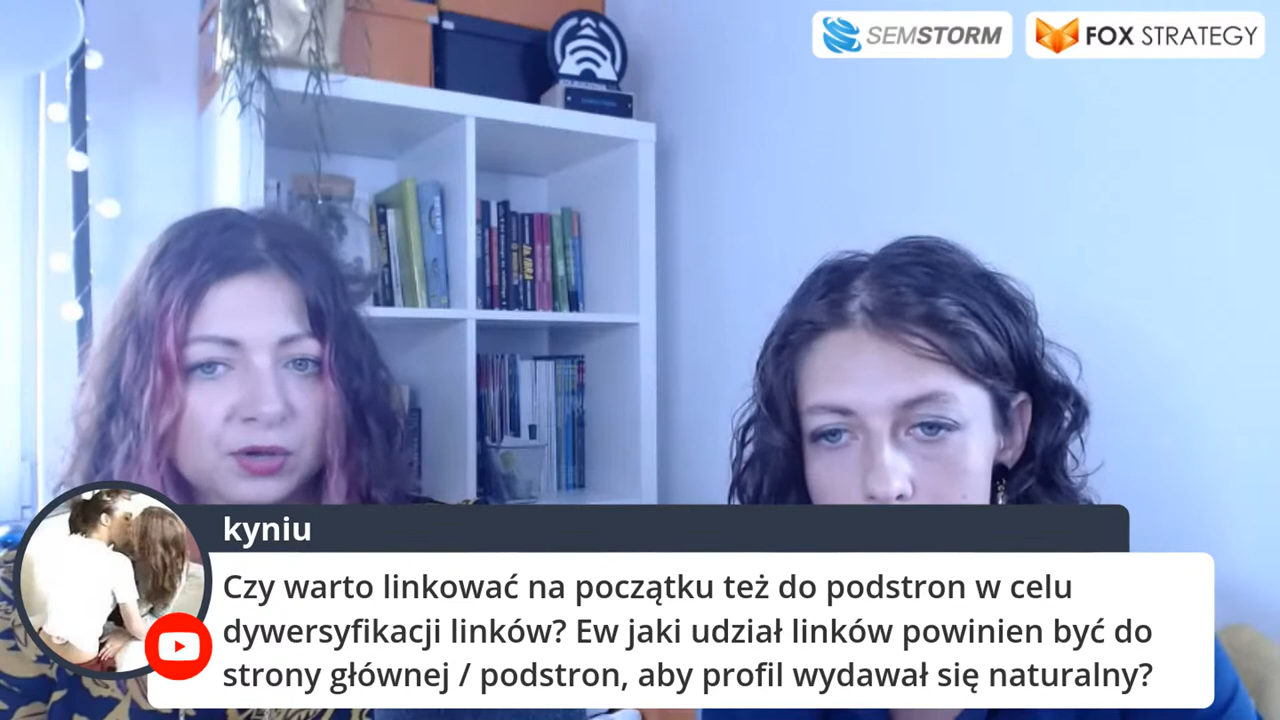 SEMSTORM
FOX STRATEGY
kyniu
Czy warto linkować na początku też do podstron w celu
dywersyfikacji linków? Ew jaki udział linków powinien być do
strony głównej / podstron, aby profil wydawał się naturalny?